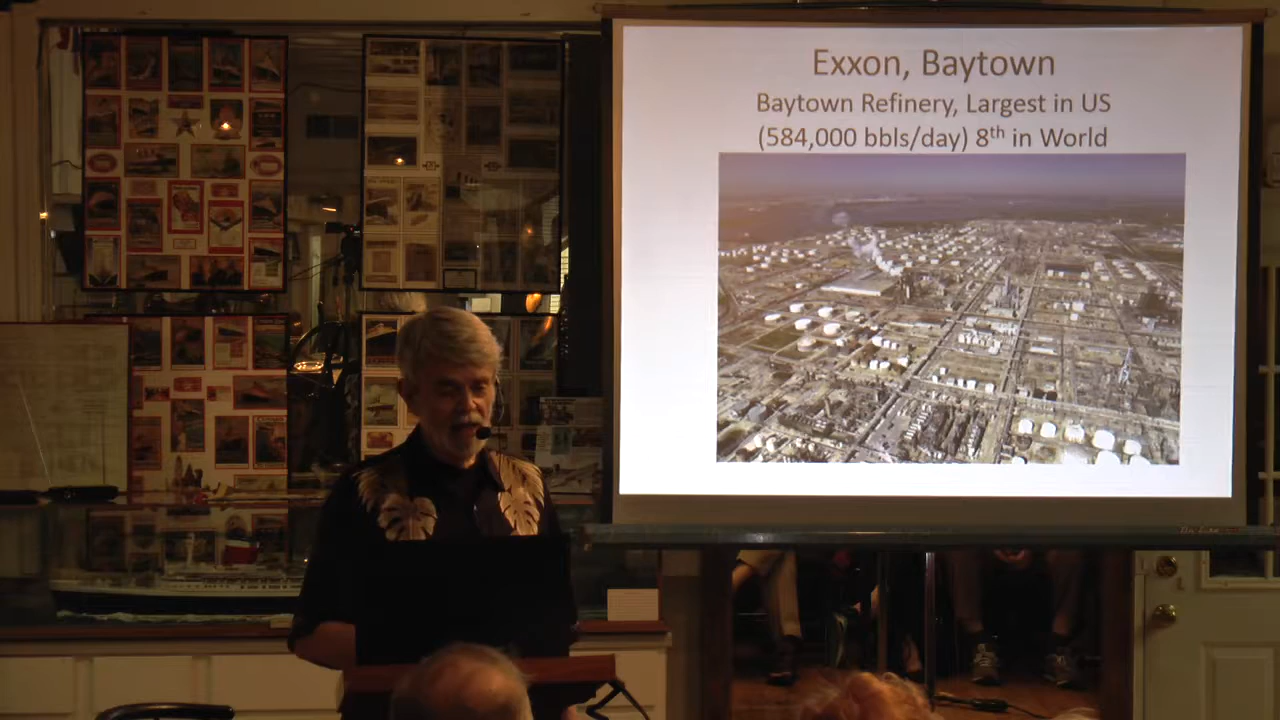 Exxon, Baytown
Baytown Refinery, Largest in US
(584,000 bbls/day) 8th in World